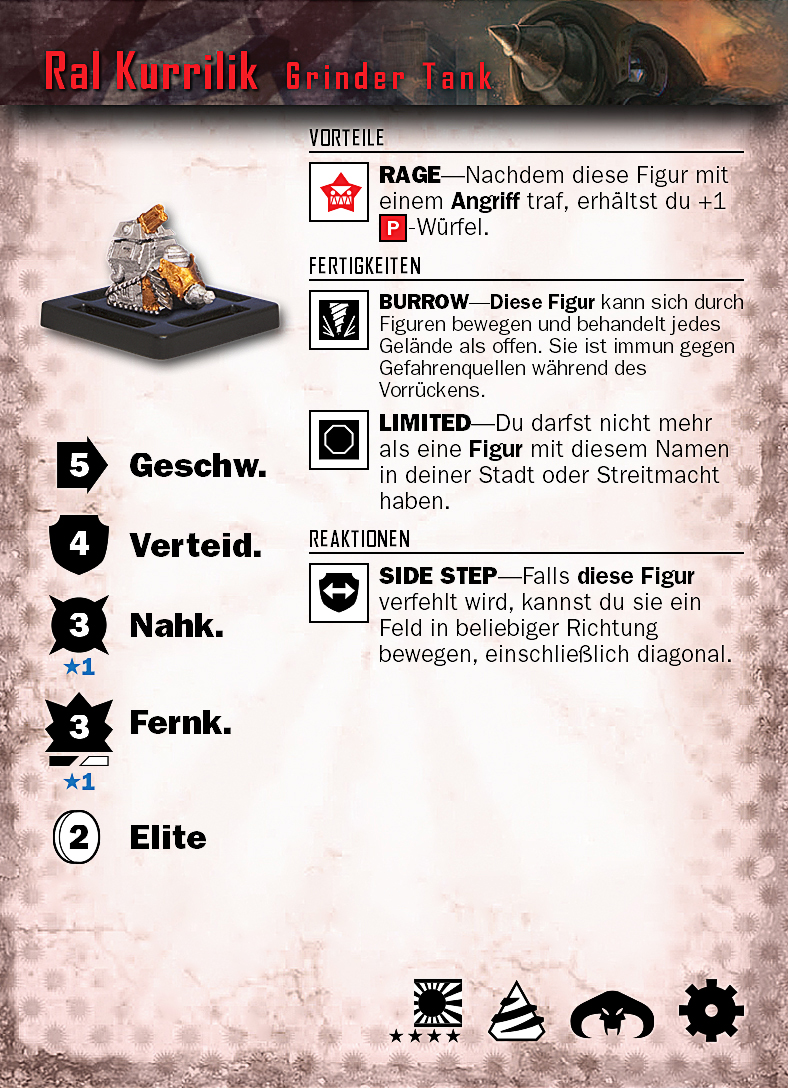 Ral Kurrilik Grinder Tank
VORTEILE
RAGE—Nachdem diese Figur mit
einem Angriff traf, erhältst du +1
P-Würfel.
FERTIGKEITEN
BURROW—Diese Figur kann sich durch
Figuren bewegen und behandelt jedes
Gelände als offen. Sie ist immun gegen
Gefahrenquellen während des
Vorrückens.
LIMITED—Du darfst nicht mehr
als eine Figur mit diesem Namen
in deiner Stadt oder Streitmacht
haben.
REAKTIONEN
SIDE STEP—Falls diese Figur
verfehlt wird, kannst du sie ein
Feld in beliebiger Richtung
bewegen, einschließlich diagonal.
5 Geschw.
4 Verteid.
3 Nahk.
★1
3 Fernk.
★1
2 Elite